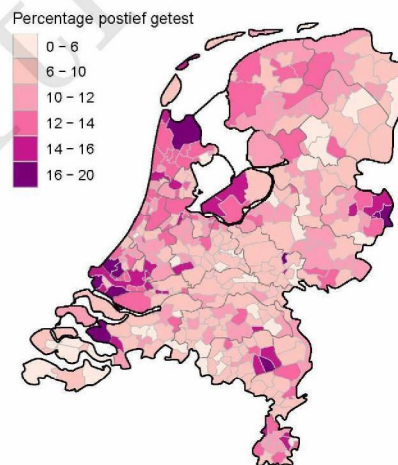 Percentage postief getest
0 – 6
6 – 10
10 – 12
12 – 14
14 – 16
16 – 20